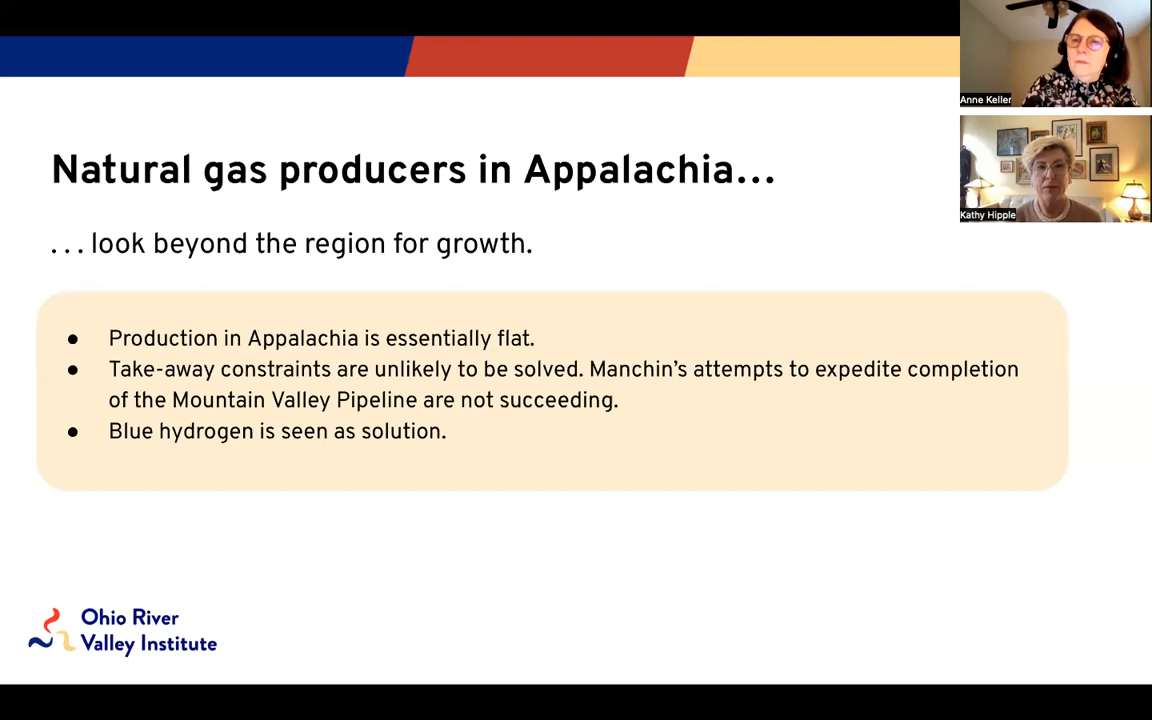 Anne Keller
Natural gas producers in Appalachia...
Kathy Hipple
... look beyond the region for growth.
● Production in Appalachia is essentially flat.
● Take-away constraints are unlikely to be solved. Manchin’s attempts to expedite completion
of the Mountain Valley Pipeline are not succeeding.
● Blue hydrogen is seen as solution.
Ohio River
Valley Institute